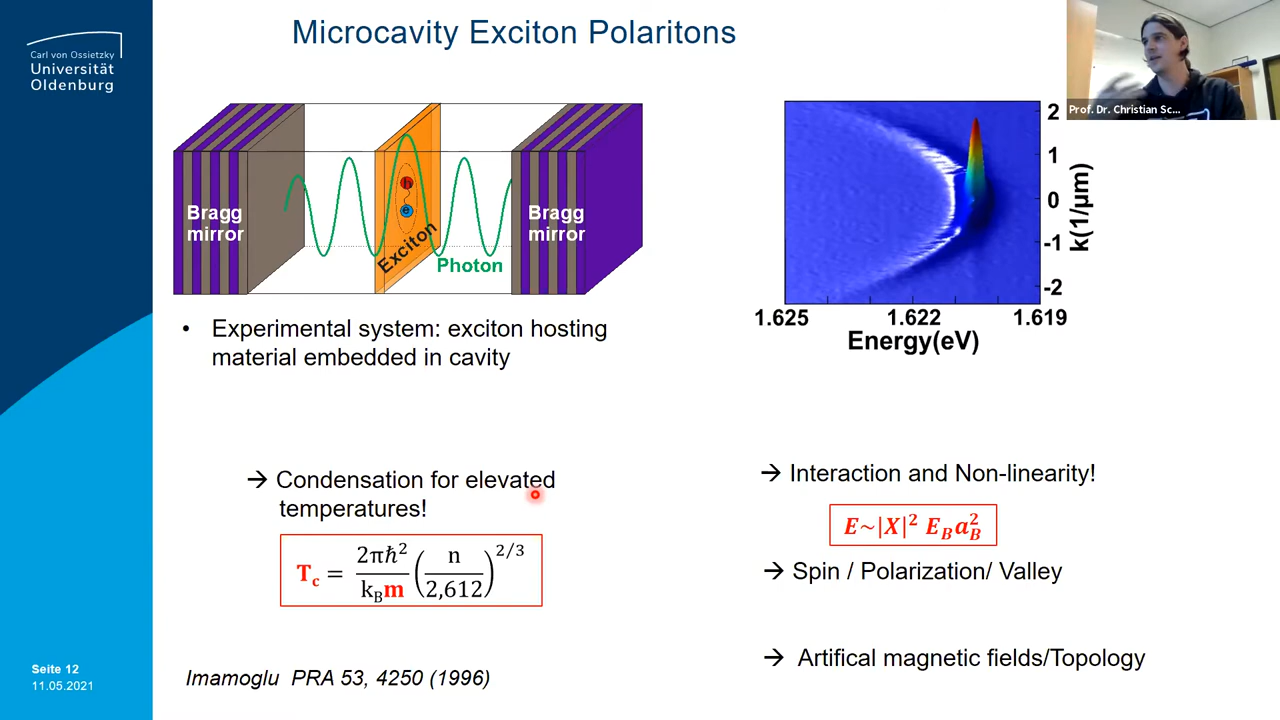 Microcavity Exciton Polaritons
Carl von Ossietzky
Universität
Oldenburg
Prof. Dr. Christian Sc...
Bragg
mirror
h
e
Exciton
Photon
Bragg
mirror
2
1
0
-1
-2
k(1/µm)
1.625 1.622 1.619
Energy(eV)
• Experimental system: exciton hosting
material embedded in cavity
→ Condensation for elevated
temperatures!
T_c = 2πħ²/(k_B m) (n/2,612)^{2/3}
→ Interaction and Non-linearity!
E~|X|² E_B a_B²
→ Spin / Polarization/ Valley
→ Artifical magnetic fields/Topology
Imamoglu PRA 53, 4250 (1996)
Seite 12
11.05.2021